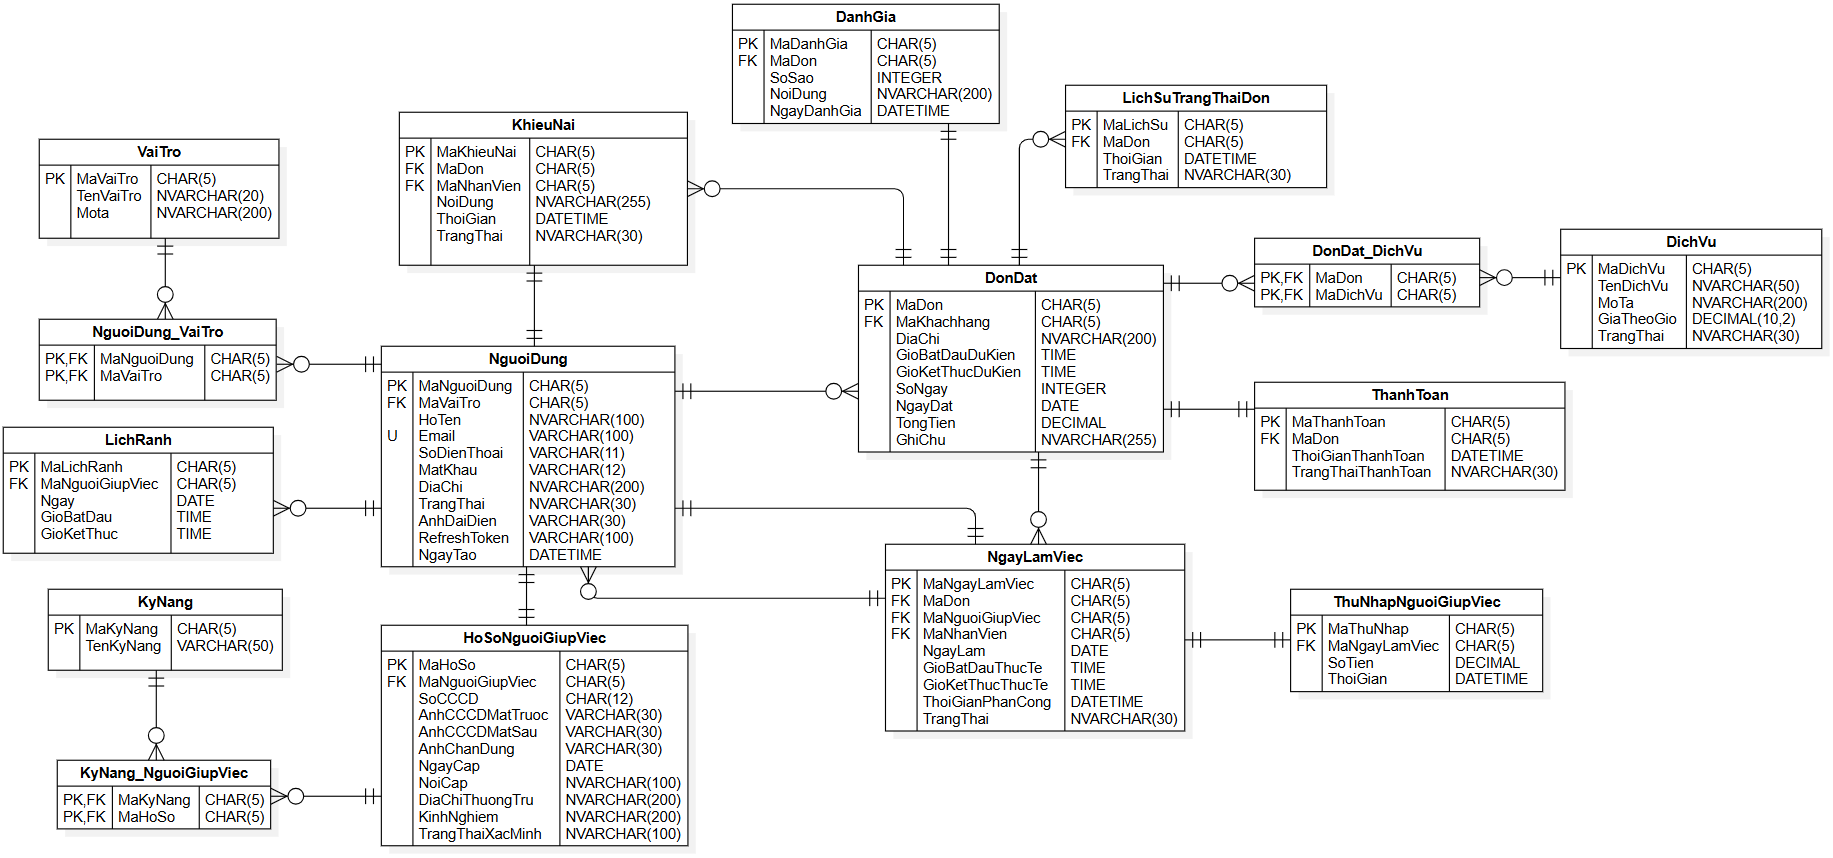 DanhGia
PK MaDanhGia CHAR(5)
FK MaDon CHAR(5)
SoSao INTEGER
NoiDung NVARCHAR(200)
NgayDanhGia DATETIME
LichSuTrangThaiDon
PK MaLichSu CHAR(5)
FK MaDon CHAR(5)
ThoiGian DATETIME
TrangThai NVARCHAR(30)
KhieuNai
PK MaKhieuNai CHAR(5)
FK MaDon CHAR(5)
FK MaNhanVien CHAR(5)
NoiDung NVARCHAR(255)
ThoiGian DATETIME
TrangThai NVARCHAR(30)
VaiTro
PK MaVaiTro CHAR(5)
TenVaiTro NVARCHAR(20)
Mota NVARCHAR(200)
DichVu
PK MaDichVu CHAR(5)
TenDichVu NVARCHAR(50)
MoTa NVARCHAR(200)
GiaTheoGio DECIMAL(10,2)
TrangThai NVARCHAR(30)
DonDat_DichVu
PK,FK MaDon CHAR(5)
PK,FK MaDichVu CHAR(5)
DonDat
PK MaDon CHAR(5)
FK MaKhachhang CHAR(5)
DiaChi NVARCHAR(200)
GioBatDauDuKien TIME
GioKetThucDuKien TIME
SoNgay INTEGER
NgayDat DATE
TongTien DECIMAL
GhiChu NVARCHAR(255)
NguoiDung_VaiTro
PK,FK MaNguoiDung CHAR(5)
PK,FK MaVaiTro CHAR(5)
NguoiDung
PK MaNguoiDung CHAR(5)
FK MaVaiTro CHAR(5)
HoTen NVARCHAR(100)
U Email VARCHAR(100)
SoDienThoai VARCHAR(11)
MatKhau VARCHAR(12)
DiaChi NVARCHAR(200)
TrangThai NVARCHAR(30)
AnhDaiDien VARCHAR(30)
RefreshToken VARCHAR(100)
NgayTao DATETIME
ThanhToan
PK MaThanhToan CHAR(5)
FK MaDon CHAR(5)
ThoiGianThanhToan DATETIME
TrangThaiThanhToan NVARCHAR(30)
LichRanh
PK MaLichRanh CHAR(5)
FK MaNguoiGiupViec CHAR(5)
Ngay DATE
GioBatDau TIME
GioKetThuc TIME
NgayLamViec
PK MaNgayLamViec CHAR(5)
FK MaDon CHAR(5)
FK MaNguoiGiupViec CHAR(5)
FK MaNhanVien CHAR(5)
NgayLam DATE
GioBatDauThucTe TIME
GioKetThucThucTe TIME
ThoiGianPhanCong DATETIME
TrangThai NVARCHAR(30)
KyNang
PK MaKyNang CHAR(5)
TenKyNang VARCHAR(50)
ThuNhapNguoiGiupViec
PK MaThuNhap CHAR(5)
FK MaNgayLamViec CHAR(5)
SoTien DECIMAL
ThoiGian DATETIME
HoSoNguoiGiupViec
PK MaHoSo CHAR(5)
FK MaNguoiGiupViec CHAR(5)
SoCCCD CHAR(12)
AnhCCCDMatTruoc VARCHAR(30)
AnhCCCDMatSau VARCHAR(30)
AnhChanDung VARCHAR(30)
NgayCap DATE
NoiCap NVARCHAR(100)
DiaChiThuongTru NVARCHAR(200)
KinhNghiem NVARCHAR(200)
TrangThaiXacMinh NVARCHAR(100)
KyNang_NguoiGiupViec
PK,FK MaKyNang CHAR(5)
PK,FK MaHoSo CHAR(5)